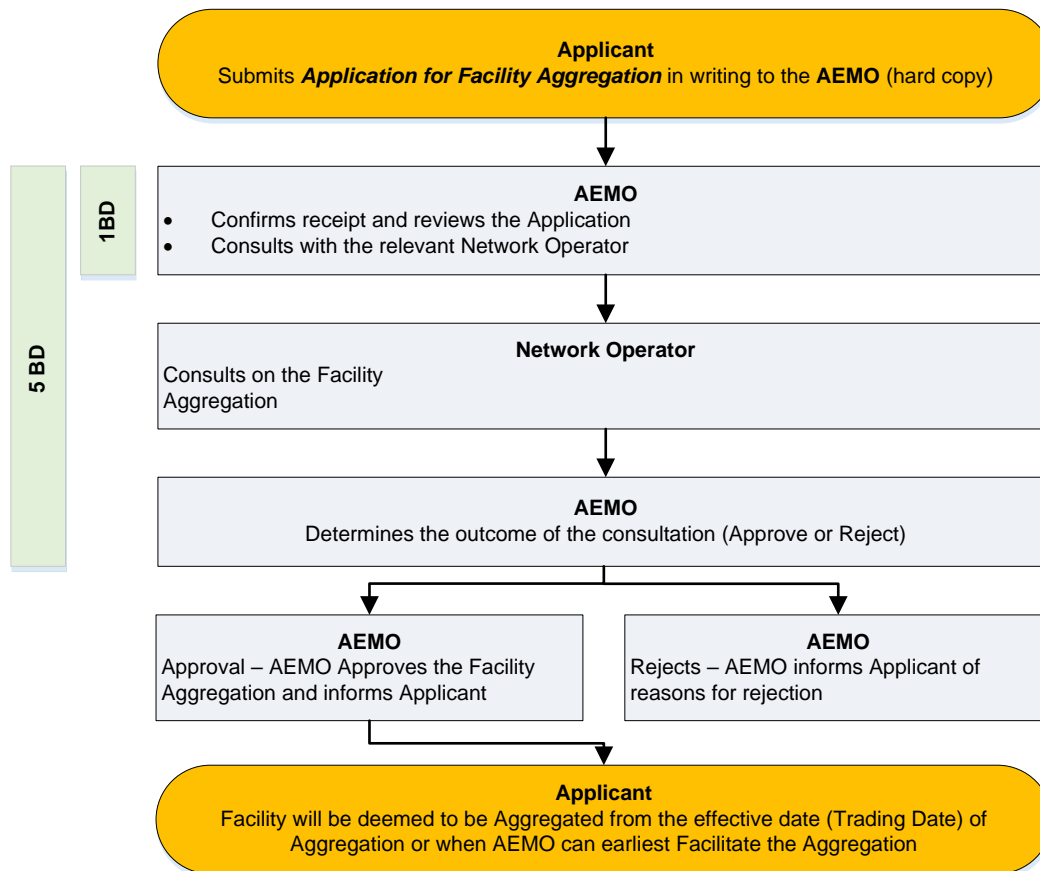 Applicant
Submits Application for Facility Aggregation in writing to the AEMO (hard copy)
5 BD
1BD
AEMO
• Confirms receipt and reviews the Application
• Consults with the relevant Network Operator
Network Operator
Consults on the Facility
Aggregation
AEMO
Determines the outcome of the consultation (Approve or Reject)
AEMO
Approval – AEMO Approves the Facility
Aggregation and informs Applicant
AEMO
Rejects – AEMO informs Applicant of
reasons for rejection
Applicant
Facility will be deemed to be Aggregated from the effective date (Trading Date) of
Aggregation or when AEMO can earliest Facilitate the Aggregation